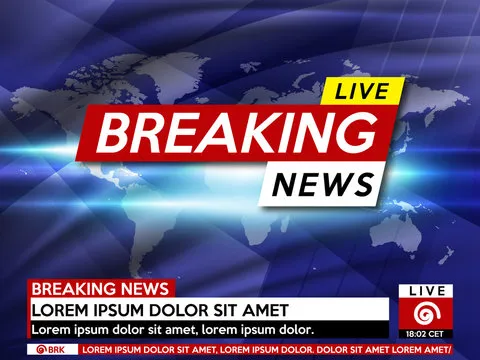 LIVE
BREAKING
NEWS
BREAKING NEWS
LOREM IPSUM DOLOR SIT AMET
Lorem ipsum dolor sit amet, lorem ipsum dolor.
LIVE
18:02 CET
BRK
LOREM IPSUM DOLOR SIT AMET, LOREM IPSUM DOLOR. DOLOR SIT AMET LOREM AMET/